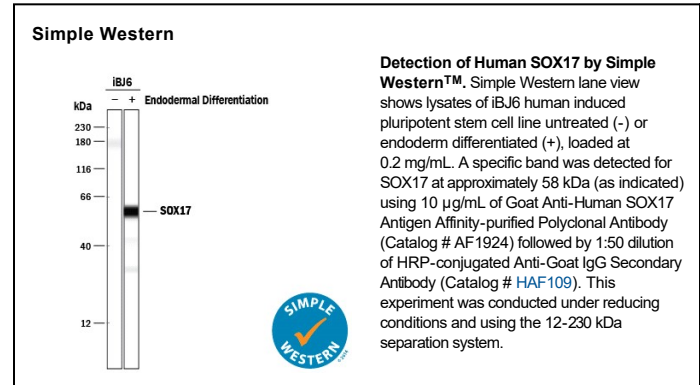 Simple Western
iBJ6
− + Endodermal Differentiation
kDa
230
180
116
66
SOX17
40
12
SIMPLE
WESTERN
Detection of Human SOX17 by Simple
Western™. Simple Western lane view
shows lysates of iBJ6 human induced
pluripotent stem cell line untreated (-) or
endoderm differentiated (+), loaded at
0.2 mg/mL. A specific band was detected for
SOX17 at approximately 58 kDa (as indicated)
using 10 µg/mL of Goat Anti-Human SOX17
Antigen Affinity-purified Polyclonal Antibody
(Catalog # AF1924) followed by 1:50 dilution
of HRP-conjugated Anti-Goat IgG Secondary
Antibody (Catalog # HAF109). This
experiment was conducted under reducing
conditions and using the 12-230 kDa
separation system.